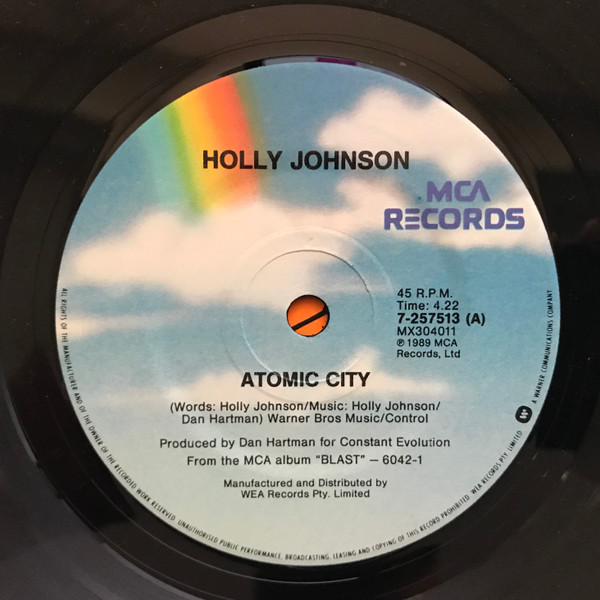 HOLLY JOHNSON
MCA
RECORDS
45 R.P.M.
Time: 4.22
7-257513 (A)
MX304011
℗ 1989 MCA
Records, Ltd
ATOMIC CITY
(Words: Holly Johnson/Music: Holly Johnson/
Dan Hartman) Warner Bros Music/Control
Produced by Dan Hartman for Constant Evolution
From the MCA album "BLAST" – 6042-1
Manufactured and Distributed by
WEA Records Pty. Limited
ALL RIGHTS OF THE MANUFACTURER AND OF THE OWNER OF THE RECORDED WORK RESERVED. UNAUTHORISED PUBLIC PERFORMANCE, BROADCASTING, LEASING AND COPYING OF THIS RECORD PROHIBITED. WEA RECORDS PTY. LIMITED A WARNER COMMUNICATIONS COMPANY